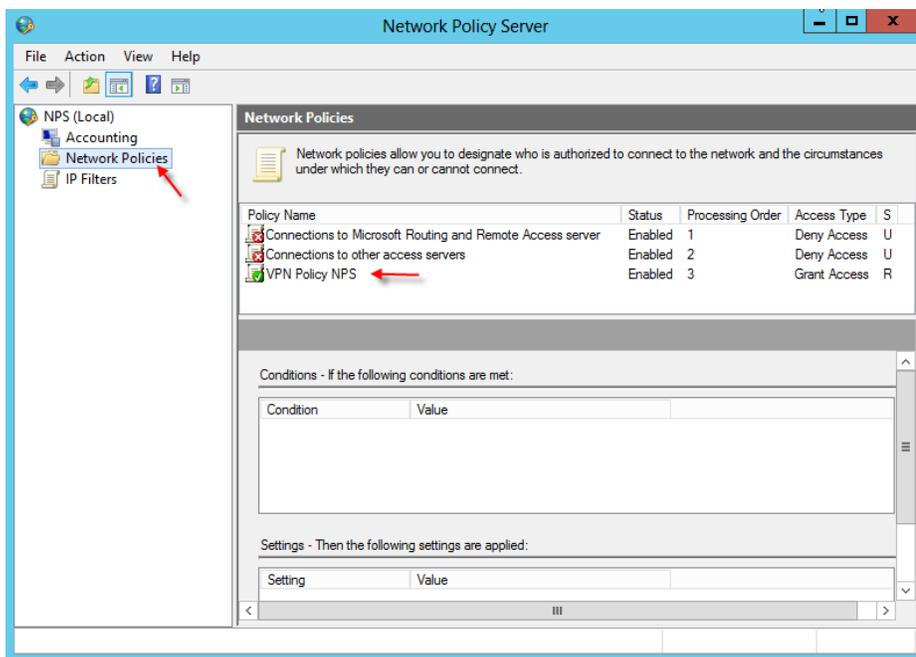 Network Policy Server
File Action View Help
NPS (Local)
Accounting
Network Policies
IP Filters
Network Policies
Network policies allow you to designate who is authorized to connect to the network and the circumstances
under which they can or cannot connect.
Policy Name Status Processing Order Access Type S
Connections to Microsoft Routing and Remote Access server Enabled 1 Deny Access U
Connections to other access servers Enabled 2 Deny Access U
VPN Policy NPS Enabled 3 Grant Access R
Conditions - If the following conditions are met:
Condition Value
Settings - Then the following settings are applied:
Setting Value